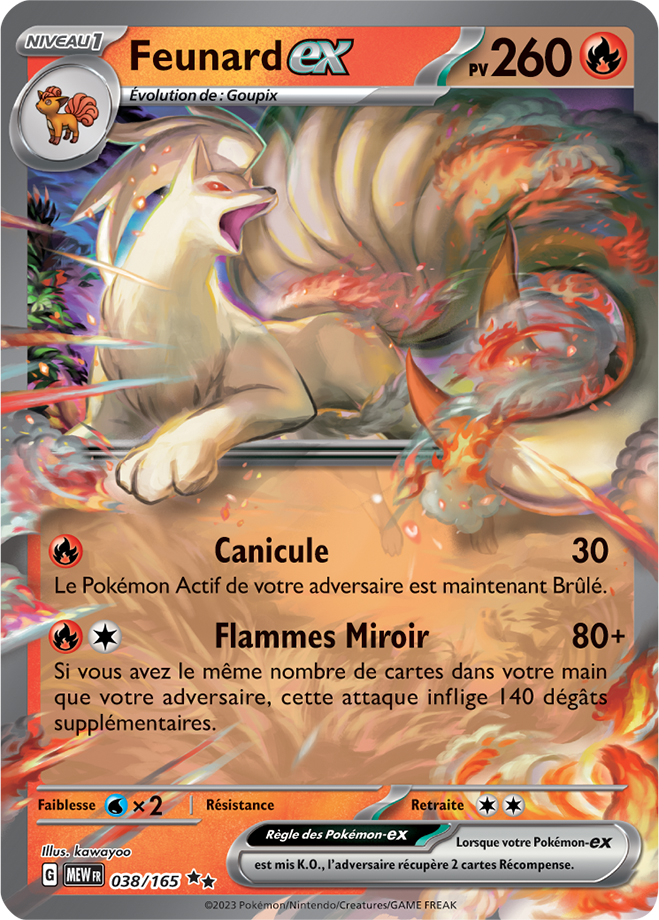 NIVEAU 1
Feunard ex
PV 260
Évolution de : Goupix
Canicule 30
Le Pokémon Actif de votre adversaire est maintenant Brûlé.
Flammes Miroir 80+
Si vous avez le même nombre de cartes dans votre main
que votre adversaire, cette attaque inflige 140 dégâts
supplémentaires.
Faiblesse ×2 Résistance Retraite
Illus. kawayoo
Règle des Pokémon-ex Lorsque votre Pokémon-ex
est mis K.O., l'adversaire récupère 2 cartes Récompense.
G MEW FR 038/165
©2023 Pokémon/Nintendo/Creatures/GAME FREAK